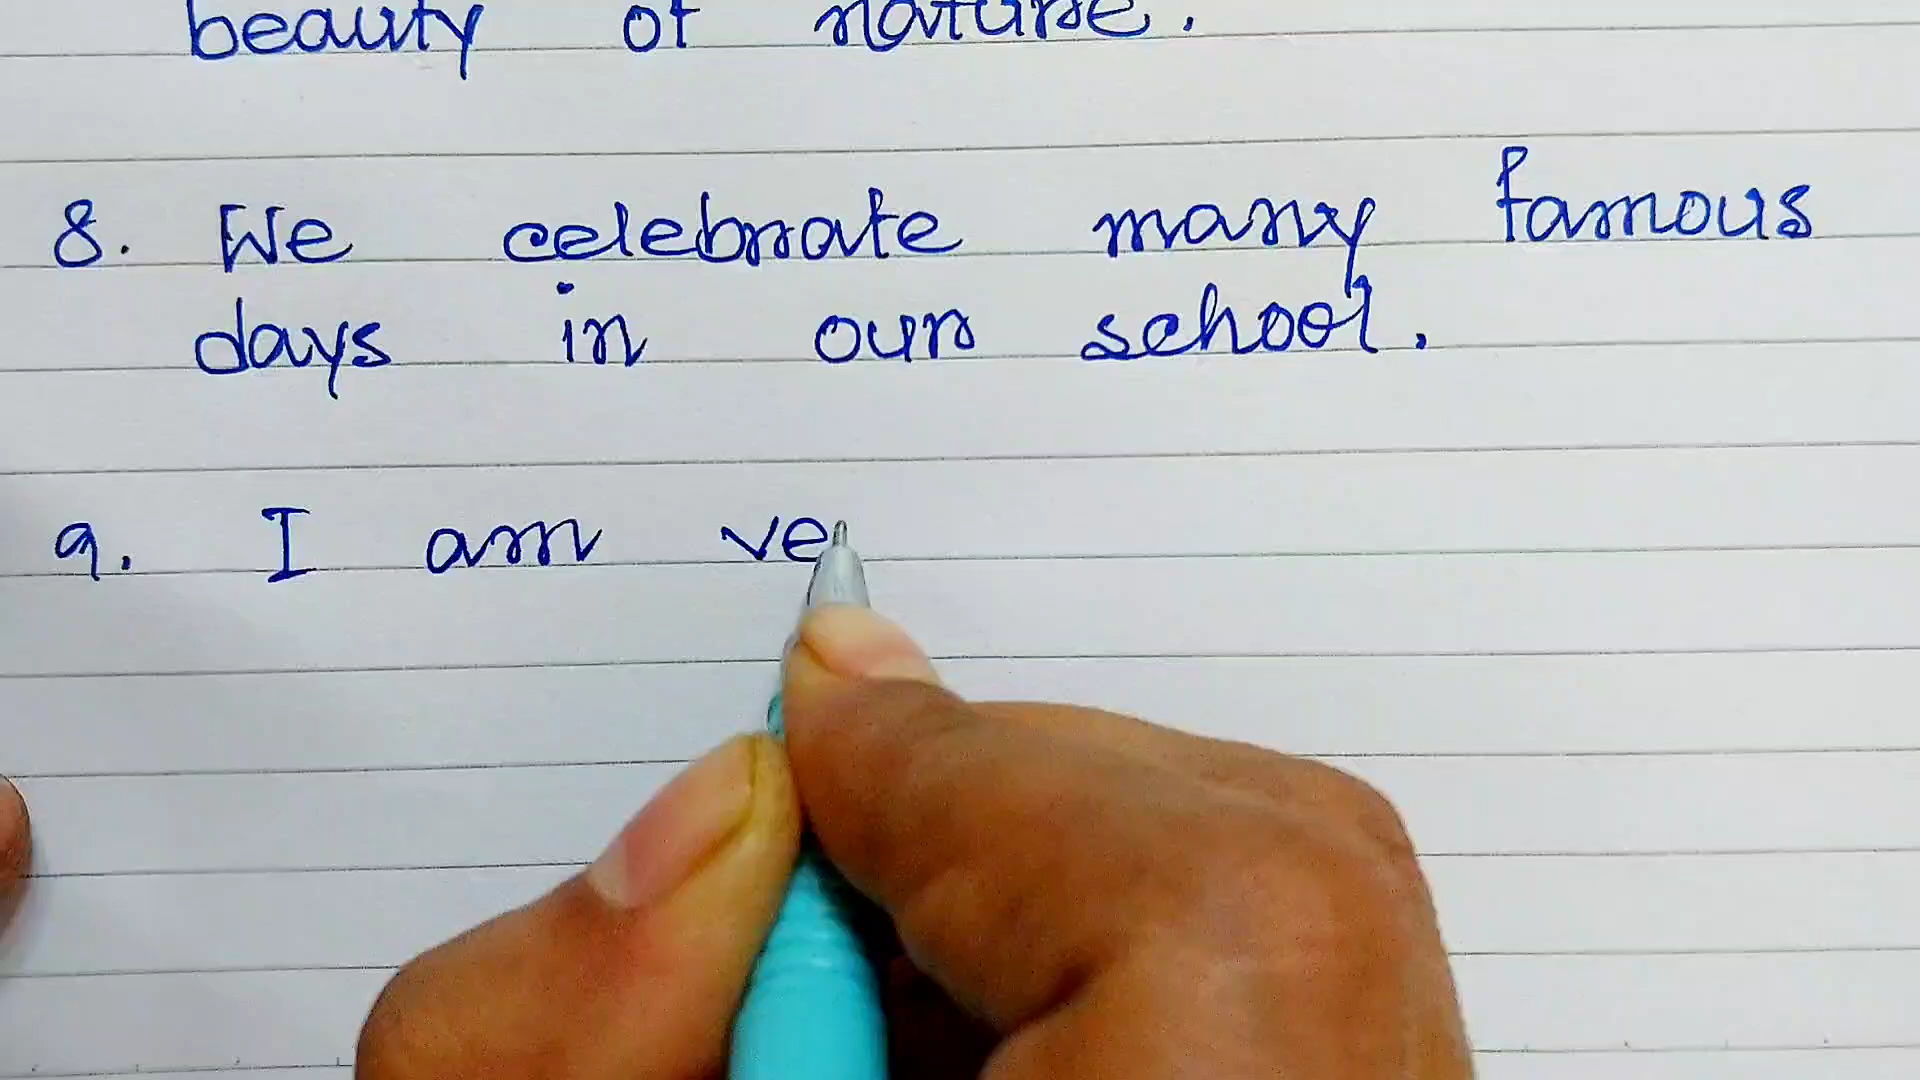 beauty of nature.
8. We celebrate many famous
days in our school.
9. I am ve